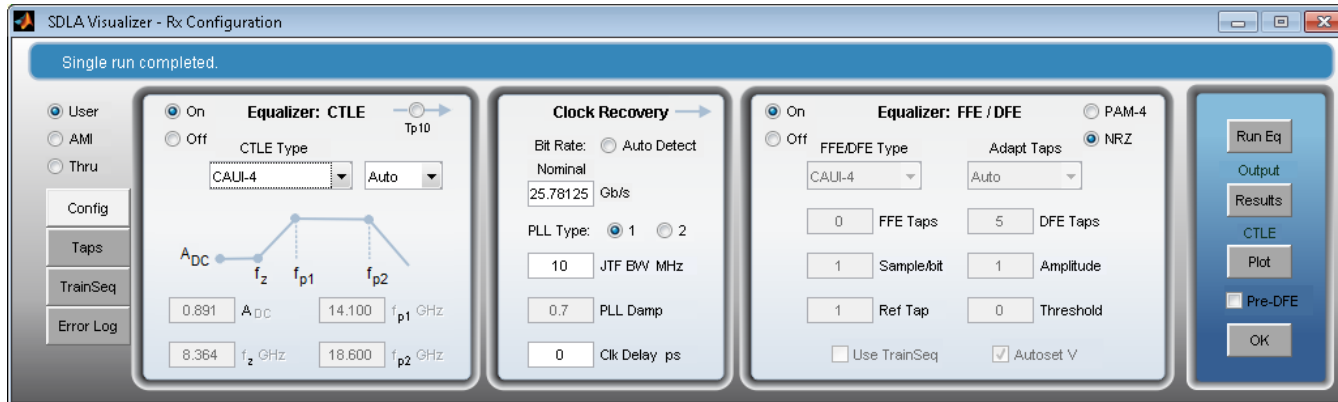 SDLA Visualizer - Rx Configuration
Single run completed.
User
AMI
Thru
Config
Taps
TrainSeq
Error Log
On
Off
Equalizer: CTLE
Tp10
CTLE Type
CAUI-4
Auto
ADC
fz
fp1
fp2
0.891 ADC
14.100 fp1 GHz
8.364 fz GHz
18.600 fp2 GHz
Clock Recovery
Bit Rate: Auto Detect
Nominal
25.78125 Gb/s
PLL Type: 1 2
10 JTF BW MHz
0.7 PLL Damp
0 Clk Delay ps
On
Off
Equalizer: FFE / DFE
PAM-4
NRZ
FFE/DFE Type
Adapt Taps
CAUI-4
Auto
0 FFE Taps
5 DFE Taps
1 Sample/bit
1 Amplitude
1 Ref Tap
0 Threshold
Use TrainSeq
Autoset V
Run Eq
Output
Results
CTLE
Plot
Pre-DFE
OK